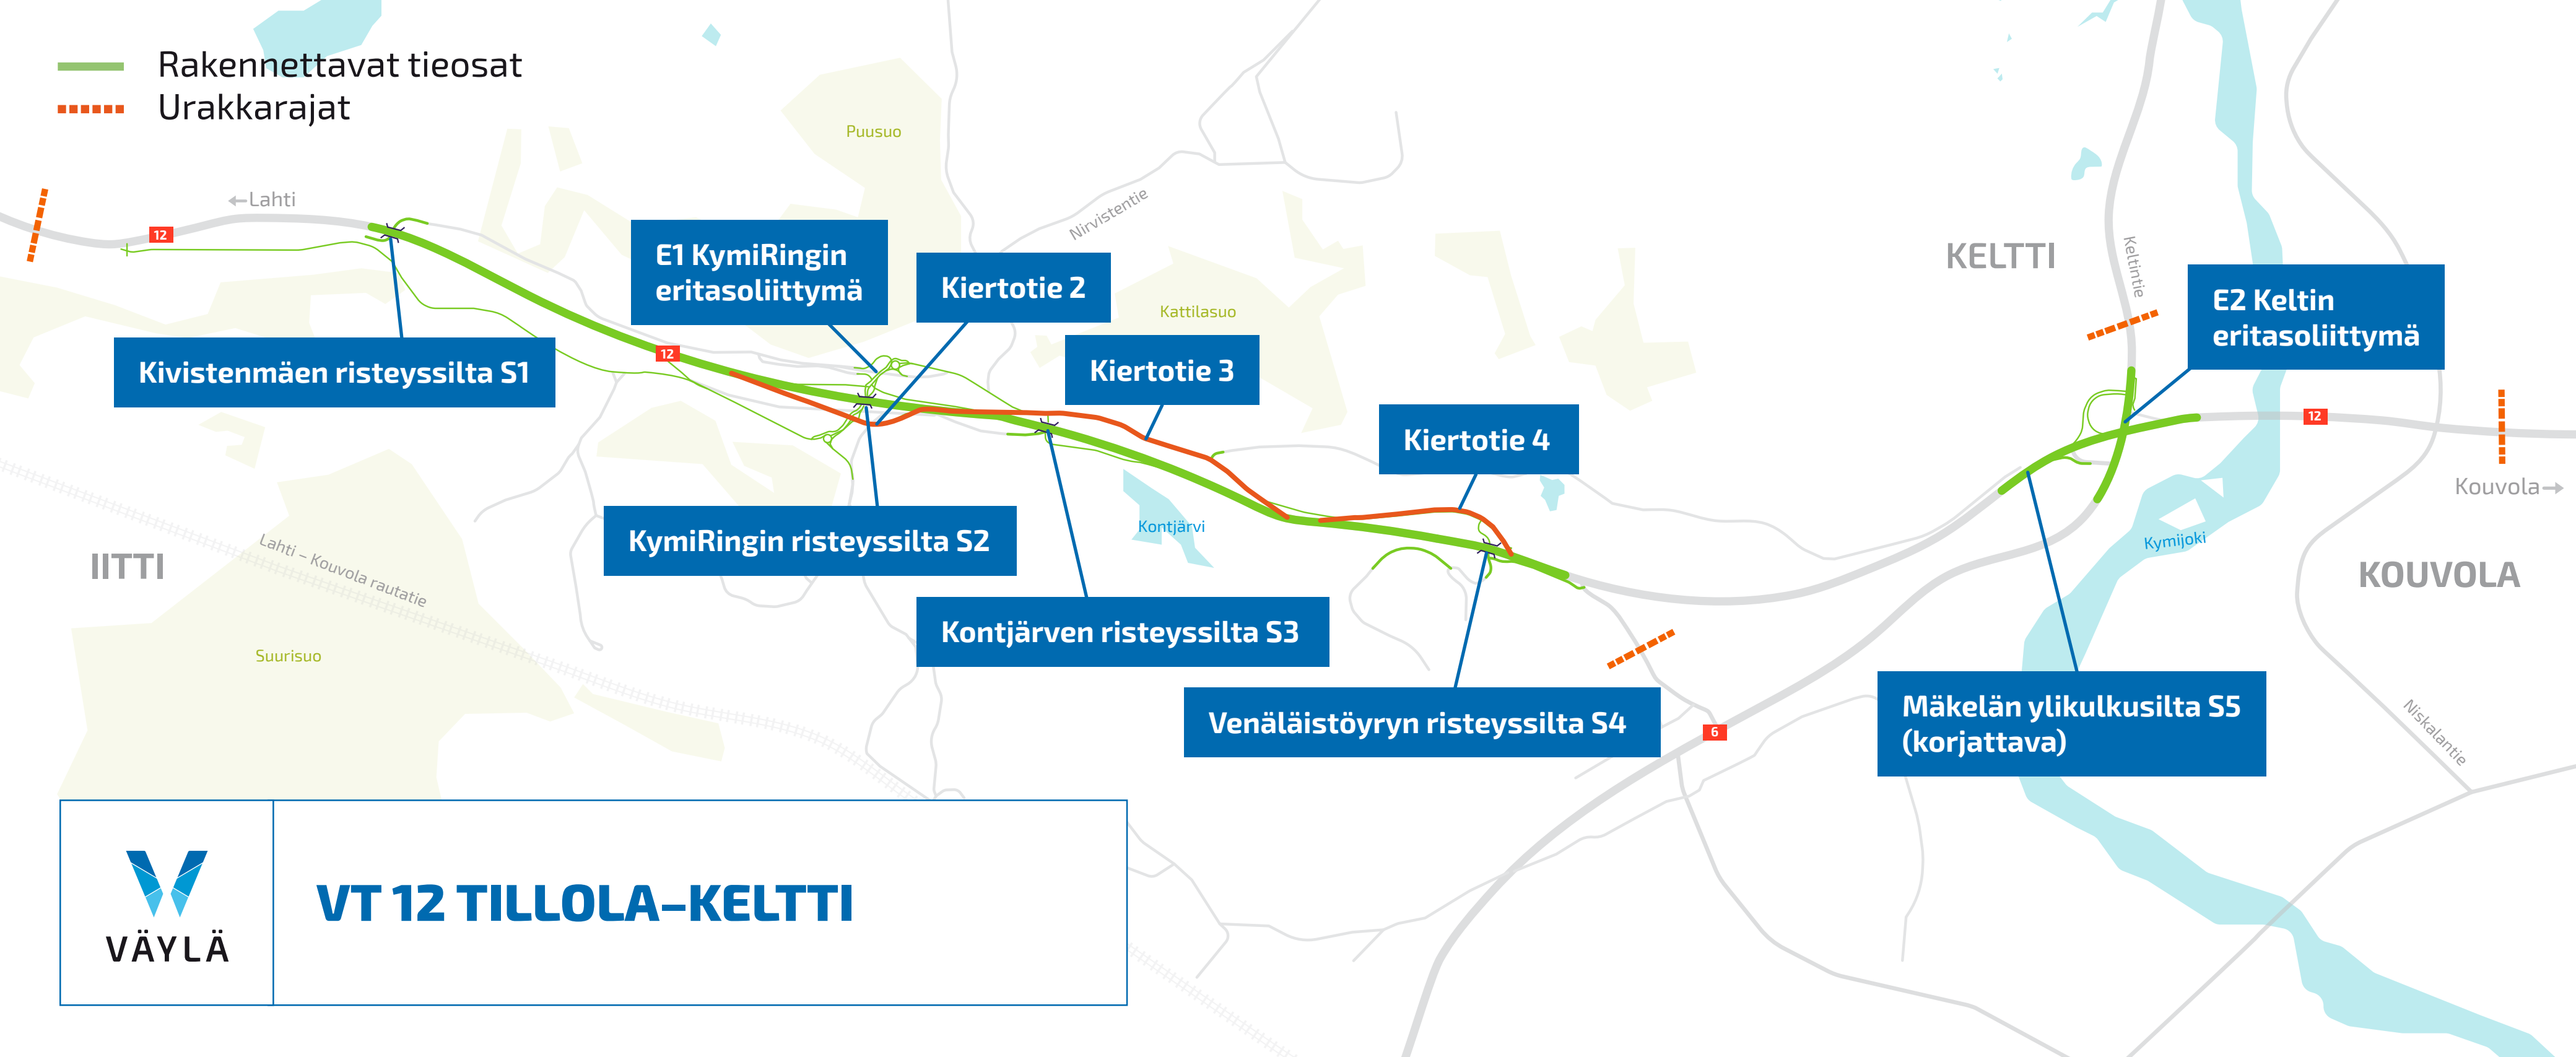 Rakennettavat tieosat
Urakkarajat
Puusuo
←Lahti
12
Nirvistentie
KELTTI
Keltintie
E1 KymiRingin
eritasoliittymä
Kiertotie 2
E2 Keltin
eritasoliittymä
Kattilasuo
12
Kivistenmäen risteyssilta S1
Kiertotie 3
12
Kiertotie 4
Kouvola→
KymiRingin risteyssilta S2
Kontjärvi
Kymijoki
IITTI
Lahti – Kouvola rautatie
KOUVOLA
Kontjärven risteyssilta S3
Suurisuo
Venäläistöyryn risteyssilta S4
6
Mäkelän ylikulkusilta S5
(korjattava)
Niskalantie
VÄYLÄ
VT 12 TILLOLA–KELTTI